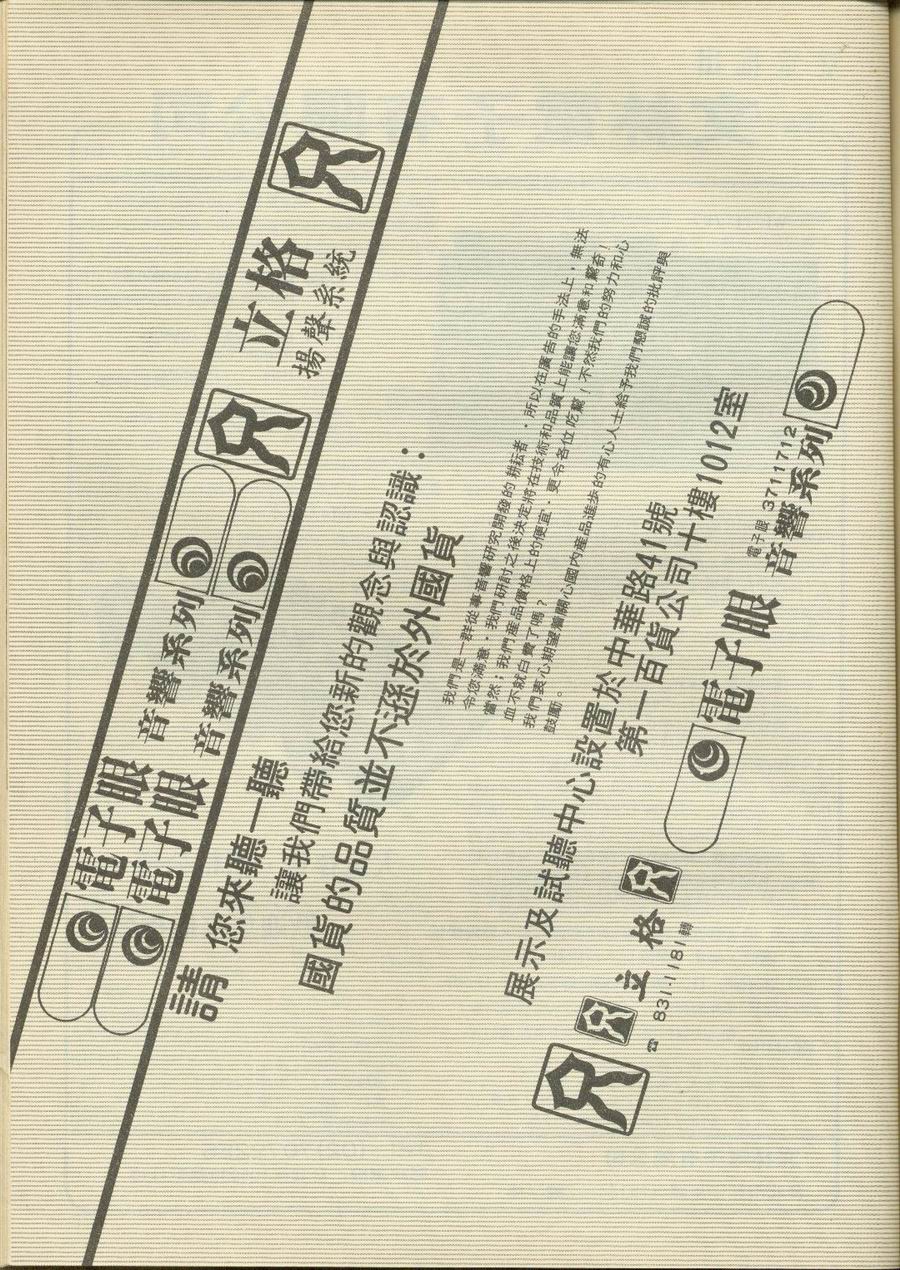 立格
揚聲系統
電子眼 音響系列
電子眼 音響系列
請您來聽一聽
讓我們帶給您新的觀念與認識：
國貨的品質並不遜於外國貨
我們是一群從事音響研究開發的耕耘者，所以在廣告的手法上，無法
令您滿意，我們研討之後決定將在技術和品質上能讓您滿意和驚奇！
當然；我們產品價格上的便宜，更令各位吃驚！不然我們的努力和心
血不就白費了嗎？
我們衷心期望著關心國內產品進步的有心人士給予我們懇誠的批評與
鼓勵。
展示及試聽中心設置於中華路41號
第一百貨公司十樓1012室
立格
☎ 831-1181轉
電子眼 3711712
電子眼 音響系列